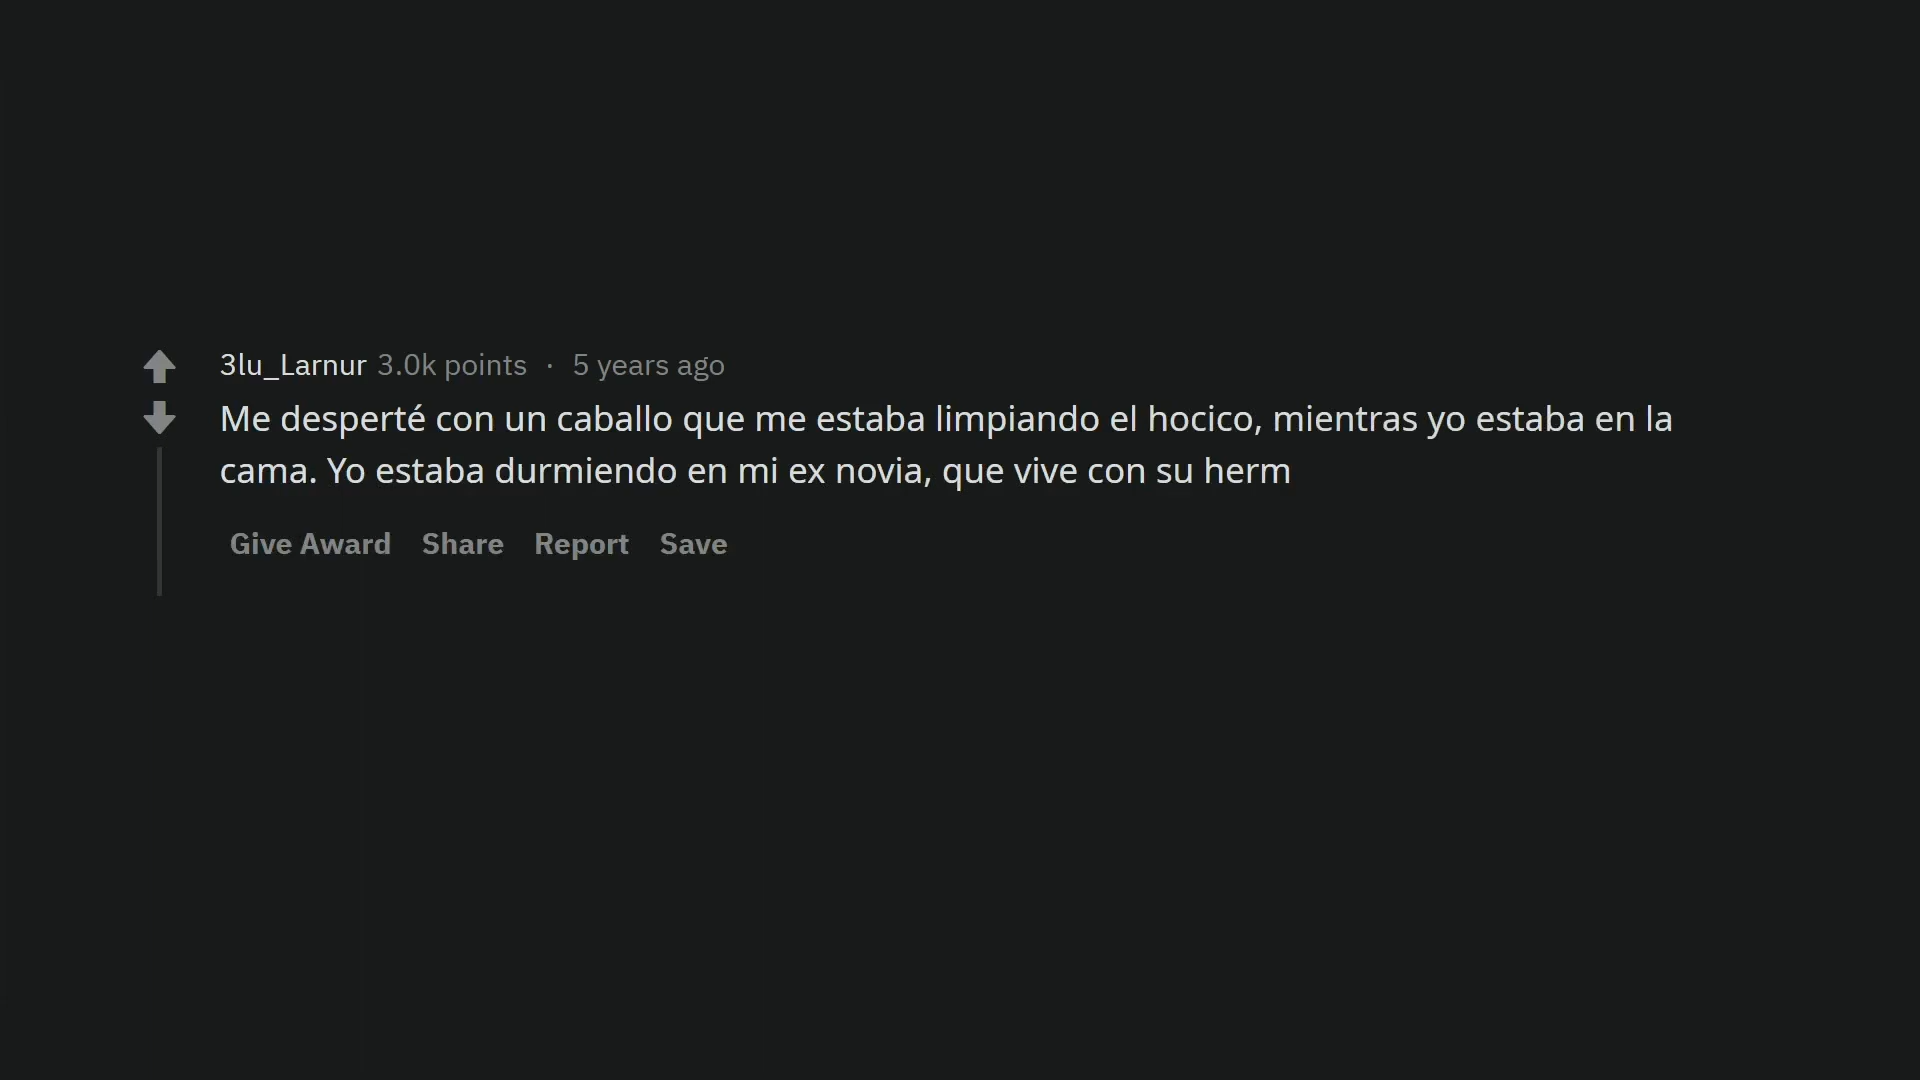 3lu_Larnur 3.0k points · 5 years ago
Me desperté con un caballo que me estaba limpiando el hocico, mientras yo estaba en la
cama. Yo estaba durmiendo en mi ex novia, que vive con su herm
Give Award Share Report Save